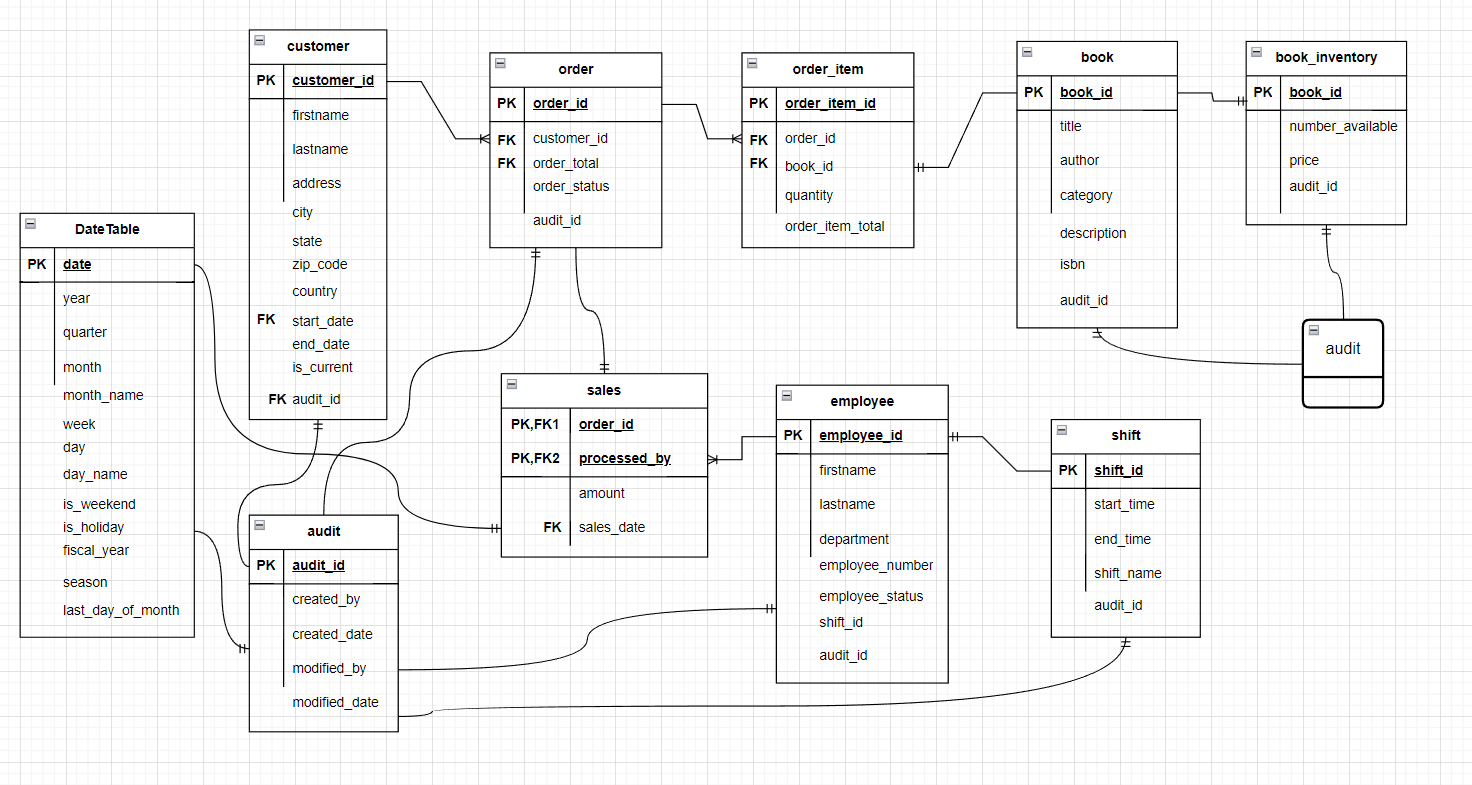 customer
PK customer_id
firstname
lastname
address
city
state
zip_code
country
FK start_date
end_date
is_current
FK audit_id
order
PK order_id
FK customer_id
FK order_total
order_status
audit_id
order_item
PK order_item_id
FK order_id
FK book_id
quantity
order_item_total
book
PK book_id
title
author
category
description
isbn
audit_id
book_inventory
PK book_id
number_available
price
audit_id
audit
DateTable
PK date
year
quarter
month
month_name
week
day
day_name
is_weekend
is_holiday
fiscal_year
season
last_day_of_month
audit
PK audit_id
created_by
created_date
modified_by
modified_date
sales
PK,FK1 order_id
PK,FK2 processed_by
amount
FK sales_date
employee
PK employee_id
firstname
lastname
department
employee_number
employee_status
shift_id
audit_id
shift
PK shift_id
start_time
end_time
shift_name
audit_id